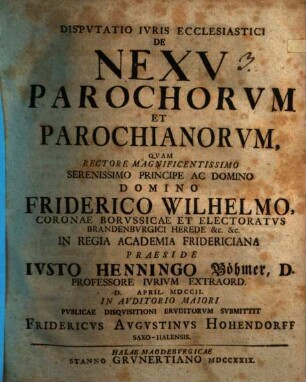 DISPVTATIO IVRIS ECCLESIASTICI
DE
NEXV 3.
PAROCHORVM
ET
PAROCHIANORVM,
QVAM
RECTORE MAGNIFICENTISSIMO
SERENISSIMO PRINCIPE AC DOMINO
DOMINO
FRIDERICO WILHELMO,
CORONAE BORVSSICAE ET ELECTORATVS
BRANDENBVRGICI HEREDE &c. &c.
IN REGIA ACADEMIA FRIDERICIANA
PRAESIDE
IVSTO HENNINGO Böhmer, D.
PROFESSORE IVRIVM EXTRAORD.
D. APRIL. MDCCII.
IN AVDITORIO MAIORI
PVBLICAE DISQVISITIONI ERVDITORVM SVBMITTIT
FRIDERICVS AVGVSTINVS HOHENDORFF
SAXO-HALENSIS.
HALAE MAGDEBVRGICAE
STANNO GRVNERTIANO MDCCXXIX.